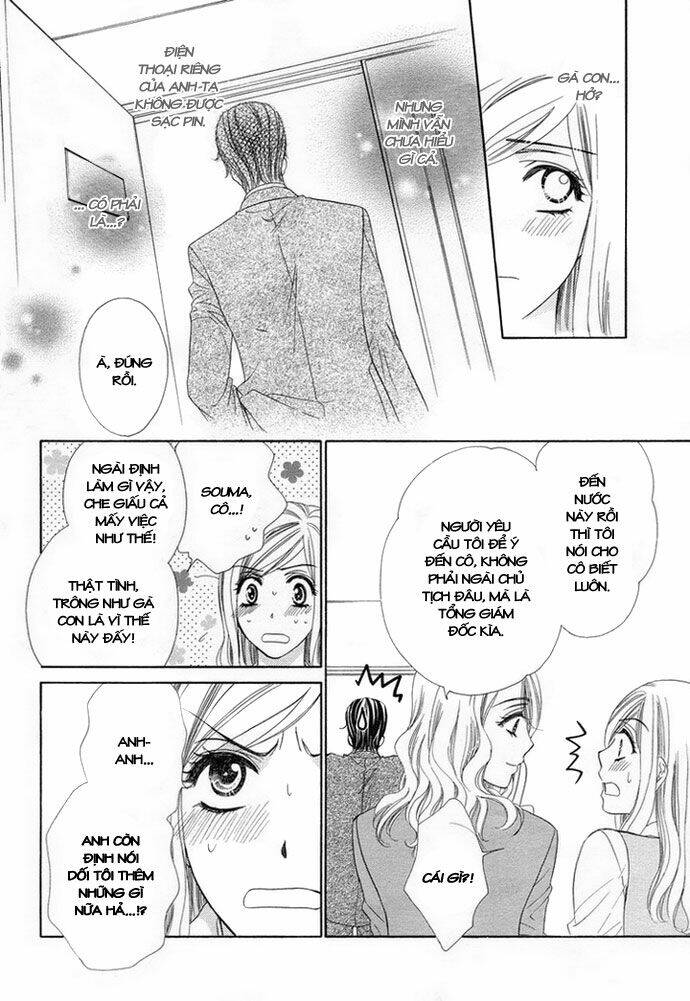 GÀ CON...
HỞ?
ĐIỆN
THOẠI RIÊNG
CỦA ANH-TA
KHÔNG ĐƯỢC
SẠC PIN.
NHƯNG
MÌNH VẪN
CHƯA HIỂU
GÌ CẢ.
... CÓ PHẢI
LÀ...?
À, ĐÚNG
RỒI.
ĐẾN
NƯỚC
NÀY RỒI
THÌ TÔI
NÓI CHO
CÔ BIẾT
LUÔN.
NGƯỜI YÊU
CẦU TÔI ĐỂ Ý
ĐẾN CÔ, KHÔNG
PHẢI NGÀI CHỦ
TỊCH ĐÂU, MÀ LÀ
TỔNG GIÁM
ĐỐC KÌA.
CÁI GÌ?!
SOUMA,
CÔ...!
NGÀI ĐỊNH
LÀM GÌ VẬY,
CHE GIẤU CẢ
MẤY VIỆC
NHƯ THẾ!
THẬT TÌNH,
TRÔNG NHƯ GÀ
CON LÀ VÌ THẾ
NÀY ĐẤY!
ANH-
ANH...
ANH CÒN
ĐỊNH NÓI
DỐI TÔI THÊM
NHỮNG GÌ
NỮA HẢ...!?